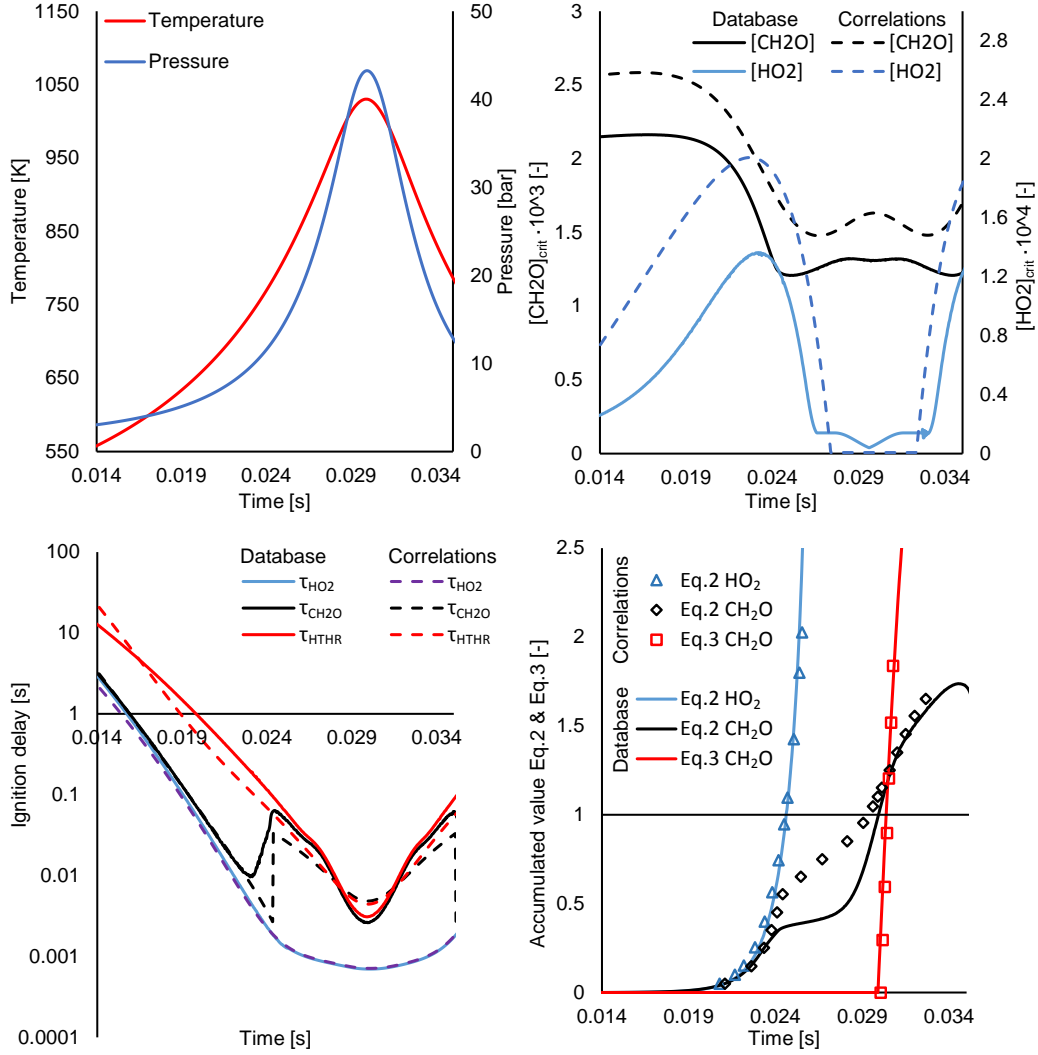 Temperature
Pressure
1150
1050
950
850
750
650
550
50
40
30
20
10
0
0.014
0.019
0.024
0.029
0.034
Time [s]
Temperature [K]
Pressure [bar]
Database
Correlations
[CH2O]
[CH2O]
[HO2]
[HO2]
3
2.5
2
1.5
1
0.5
0
2.8
2.4
2
1.6
1.2
0.8
0.4
0
0.014
0.019
0.024
0.029
0.034
Time [s]
[CH2O]crit ·10^3 [-]
[HO2]crit ·10^4 [-]
Database
Correlations
τHO2
τHO2
τCH2O
τCH2O
τHTHR
τHTHR
100
10
1
0.1
0.01
0.001
0.0001
0.014
0.019
0.024
0.029
0.034
Time [s]
Ignition delay [s]
Correlations
Eq.2 HO2
Eq.2 CH2O
Eq.3 CH2O
Database
Eq.2 HO2
Eq.2 CH2O
Eq.3 CH2O
2.5
2
1.5
1
0.5
0
0.014
0.019
0.024
0.029
0.034
Time [s]
Accumulated value Eq.2 & Eq.3 [-]